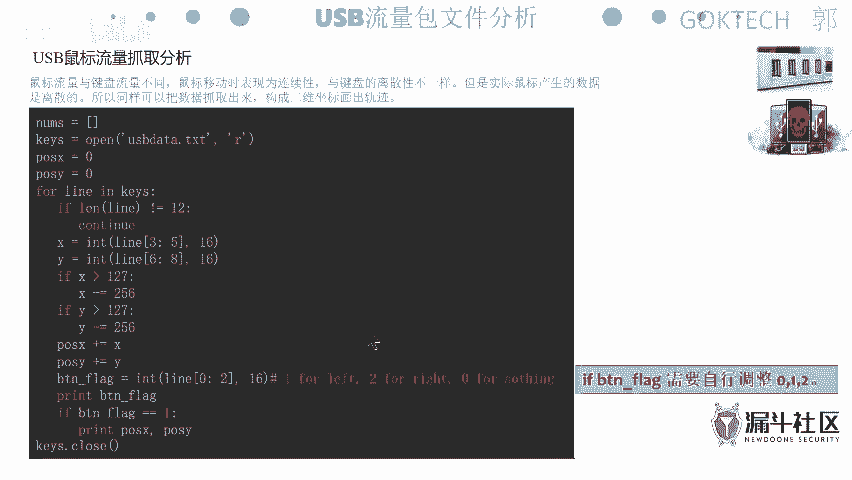 USB流量包文件分析
GOKTECH 郭
USB鼠标流量抓取分析
鼠标流量与键盘流量不同，鼠标移动时表现为连续性，与键盘的离散性不一样。但是实际鼠标产生的数据
是离散的。所以同样可以把数据抓取出来，构成二维坐标画出轨迹。
nums = []
keys = open('usbdata.txt', 'r')
posx = 0
posy = 0
for line in keys:
if len(line) != 12:
continue
x = int(line[3: 5], 16)
y = int(line[6: 8], 16)
if x > 127:
x -= 256
if y > 127:
y -= 256
posx += x
posy += y
btn_flag = int(line[0: 2], 16)# 1 for left, 2 for right, 0 for nothing
print btn_flag
if btn_flag == 1:
print posx, posy
keys.close()
if btn_flag 需要自行调整 0,1,2。
漏斗社区
NEWDOONE SECURITY